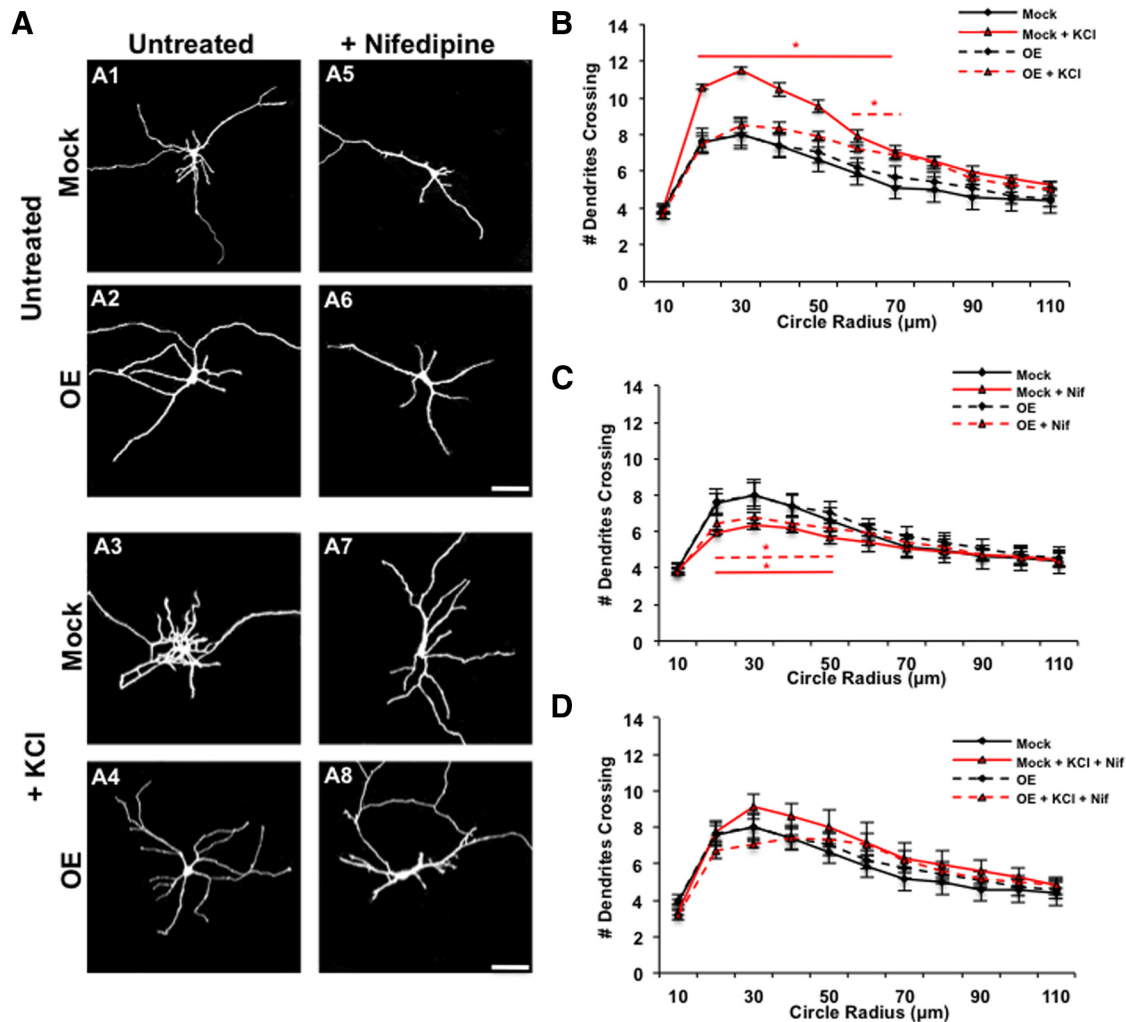 A
Untreated
+ Nifedipine
Untreated
Mock
A1
A5
OE
A2
A6
+ KCl
Mock
A3
A7
OE
A4
A8
B
Mock
Mock + KCl
OE
OE + KCl
*
*
# Dendrites Crossing
14
12
10
8
6
4
2
0
10 30 50 70 90 110
Circle Radius (µm)
C
Mock
Mock + Nif
OE
OE + Nif
*
*
# Dendrites Crossing
14
12
10
8
6
4
2
0
10 30 50 70 90 110
Circle Radius (µm)
D
Mock
Mock + KCl + Nif
OE
OE + KCl + Nif
# Dendrites Crossing
14
12
10
8
6
4
2
0
10 30 50 70 90 110
Circle Radius (µm)